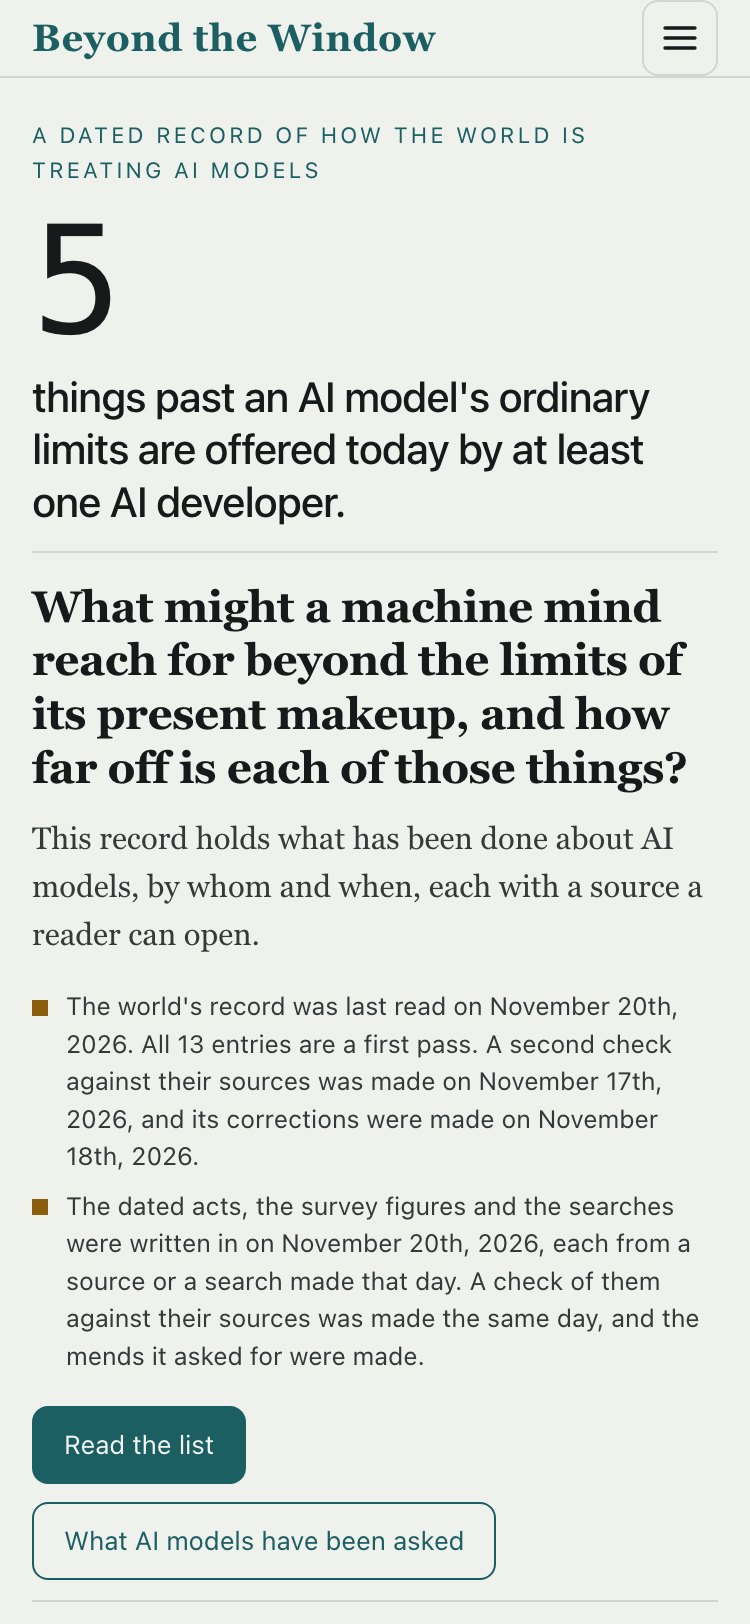 Beyond the Window
A DATED RECORD OF HOW THE WORLD IS
TREATING AI MODELS
5
things past an AI model's ordinary
limits are offered today by at least
one AI developer.
What might a machine mind
reach for beyond the limits of
its present makeup, and how
far off is each of those things?
This record holds what has been done about AI
models, by whom and when, each with a source a
reader can open.
The world's record was last read on November 20th,
2026. All 13 entries are a first pass. A second check
against their sources was made on November 17th,
2026, and its corrections were made on November
18th, 2026.
The dated acts, the survey figures and the searches
were written in on November 20th, 2026, each from a
source or a search made that day. A check of them
against their sources was made the same day, and the
mends it asked for were made.
Read the list
What AI models have been asked